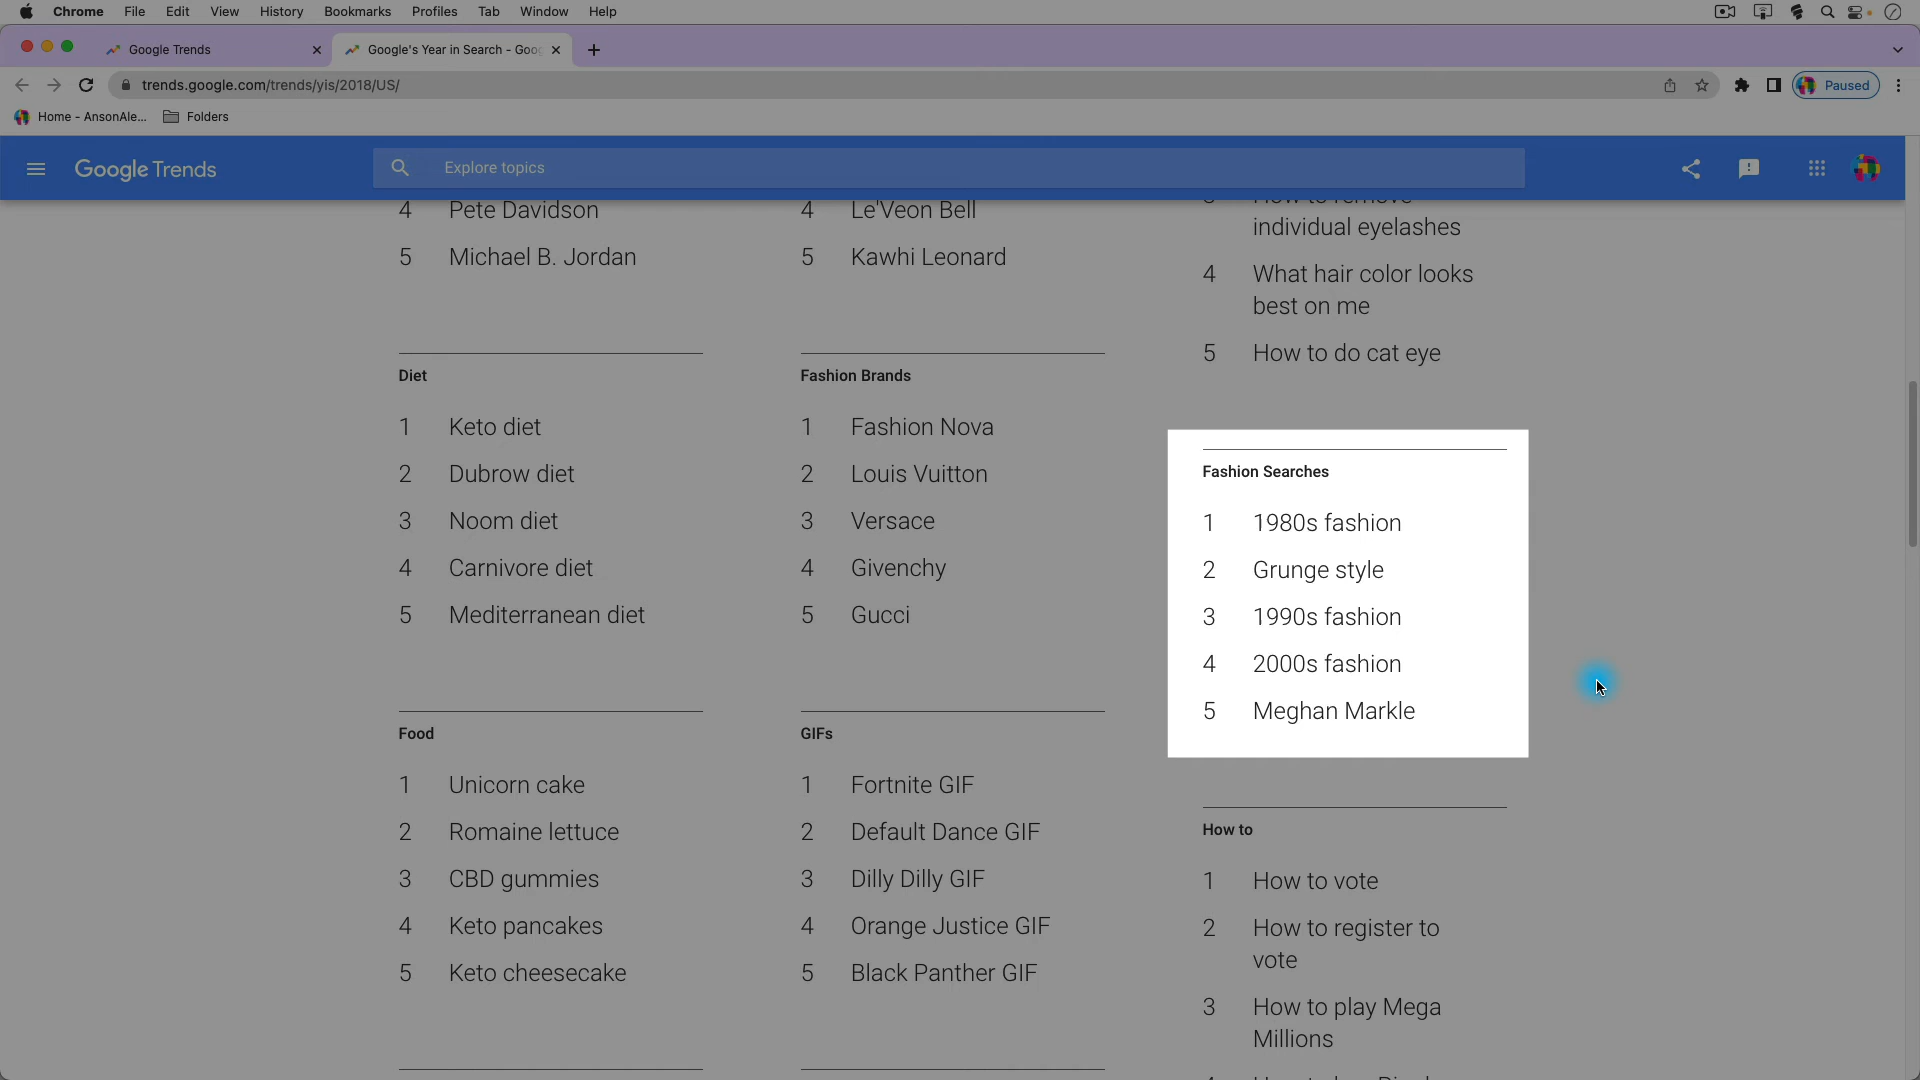 Chrome File Edit View History Bookmarks Profiles Tab Window Help
Google Trends
Google's Year in Search - Goo
trends.google.com/trends/yis/2018/US/
Paused
Home - AnsonAle...
Folders
Google Trends
Explore topics
4 Pete Davidson
5 Michael B. Jordan
4 Le'Veon Bell
5 Kawhi Leonard
individual eyelashes
4 What hair color looks
best on me
5 How to do cat eye
Diet
1 Keto diet
2 Dubrow diet
3 Noom diet
4 Carnivore diet
5 Mediterranean diet
Fashion Brands
1 Fashion Nova
2 Louis Vuitton
3 Versace
4 Givenchy
5 Gucci
Fashion Searches
1 1980s fashion
2 Grunge style
3 1990s fashion
4 2000s fashion
5 Meghan Markle
Food
1 Unicorn cake
2 Romaine lettuce
3 CBD gummies
4 Keto pancakes
5 Keto cheesecake
GIFs
1 Fortnite GIF
2 Default Dance GIF
3 Dilly Dilly GIF
4 Orange Justice GIF
5 Black Panther GIF
How to
1 How to vote
2 How to register to
vote
3 How to play Mega
Millions